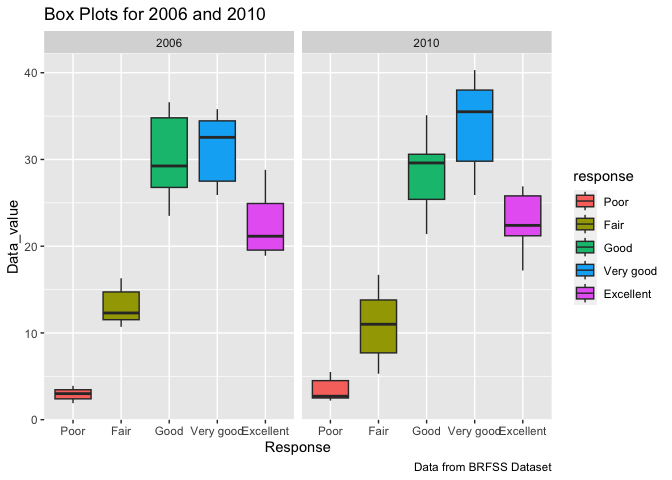 Box Plots for 2006 and 2010
2006
2010
Data_value
40
30
20
10
0
Poor
Fair
Good
Very good
Excellent
Poor
Fair
Good
Very good
Excellent
Response
response
Poor
Fair
Good
Very good
Excellent
Data from BRFSS Dataset